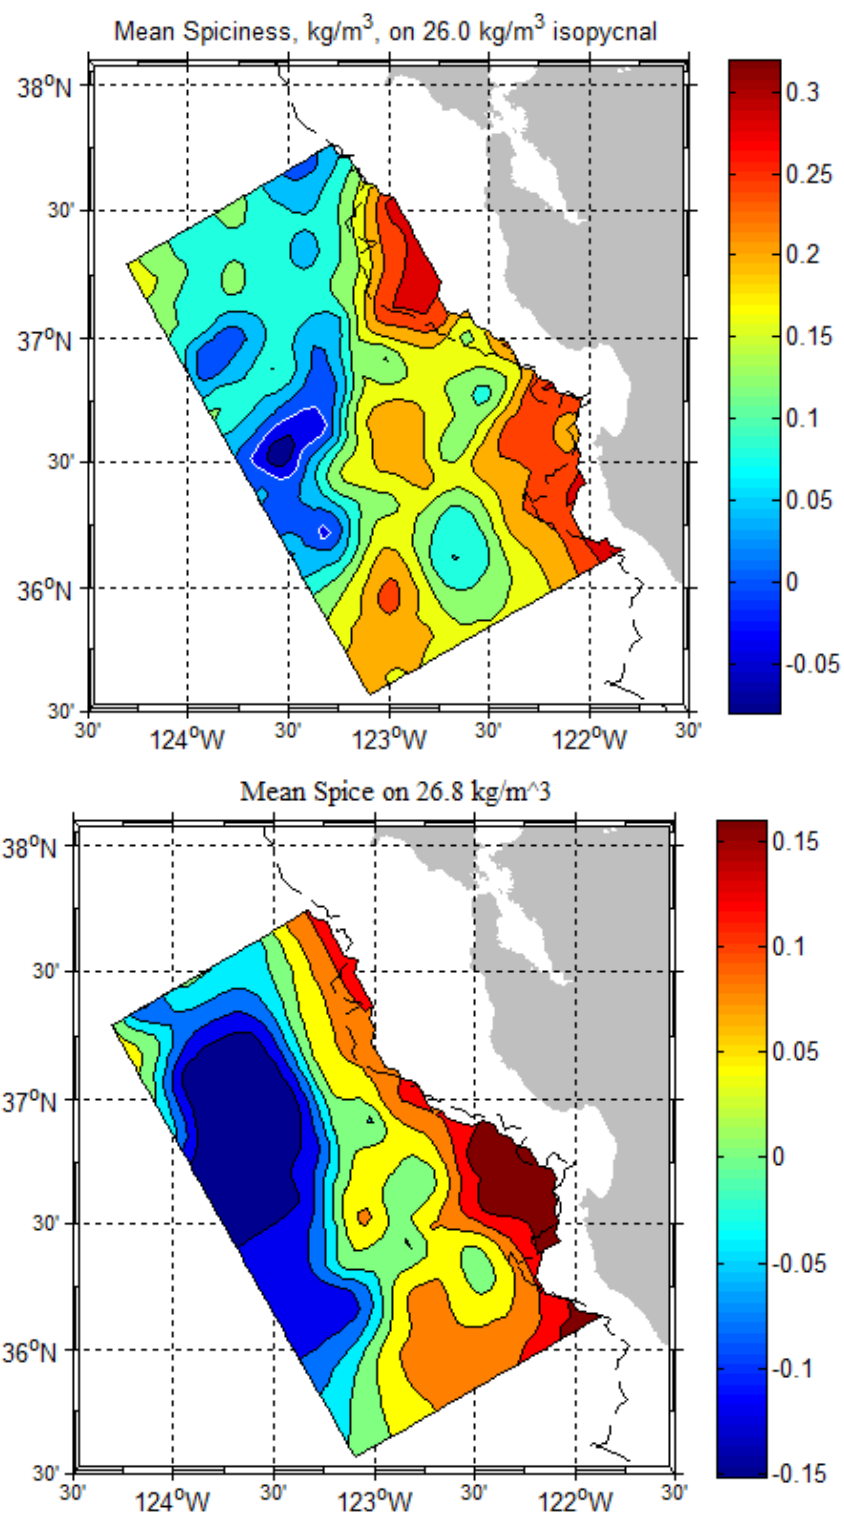 Mean Spiciness, kg/m³, on 26.0 kg/m³ isopycnal
38°N
30'
37°N
30'
36°N
30'
30'
124°W
30'
123°W
30'
122°W
30'
0.3
0.25
0.2
0.15
0.1
0.05
0
-0.05
Mean Spice on 26.8 kg/m^3
38°N
30'
37°N
30'
36°N
30'
30'
124°W
30'
123°W
30'
122°W
30'
0.15
0.1
0.05
0
-0.05
-0.1
-0.15